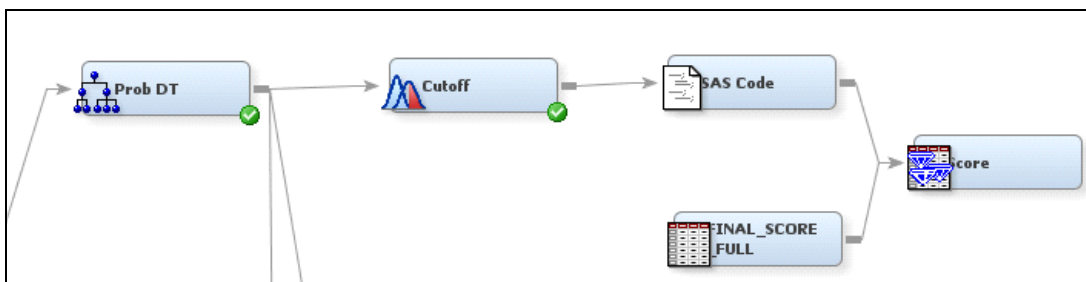 Prob DT
Cutoff
SAS Code
Score
FINAL_SCORE
_FULL